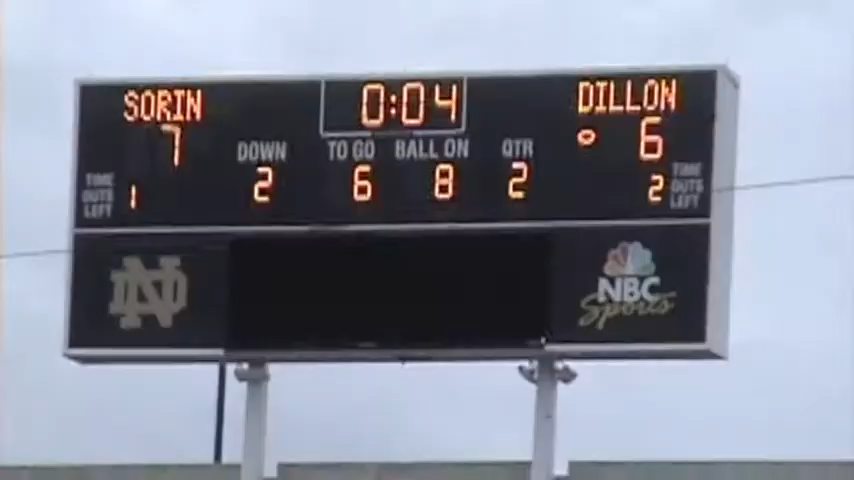 SORIN 0:04 DILLON
7 6
DOWN TO GO BALL ON QTR
2 6 8 2
TIME OUTS LEFT 1
TIME OUTS LEFT 2
ND
NBC
Sports